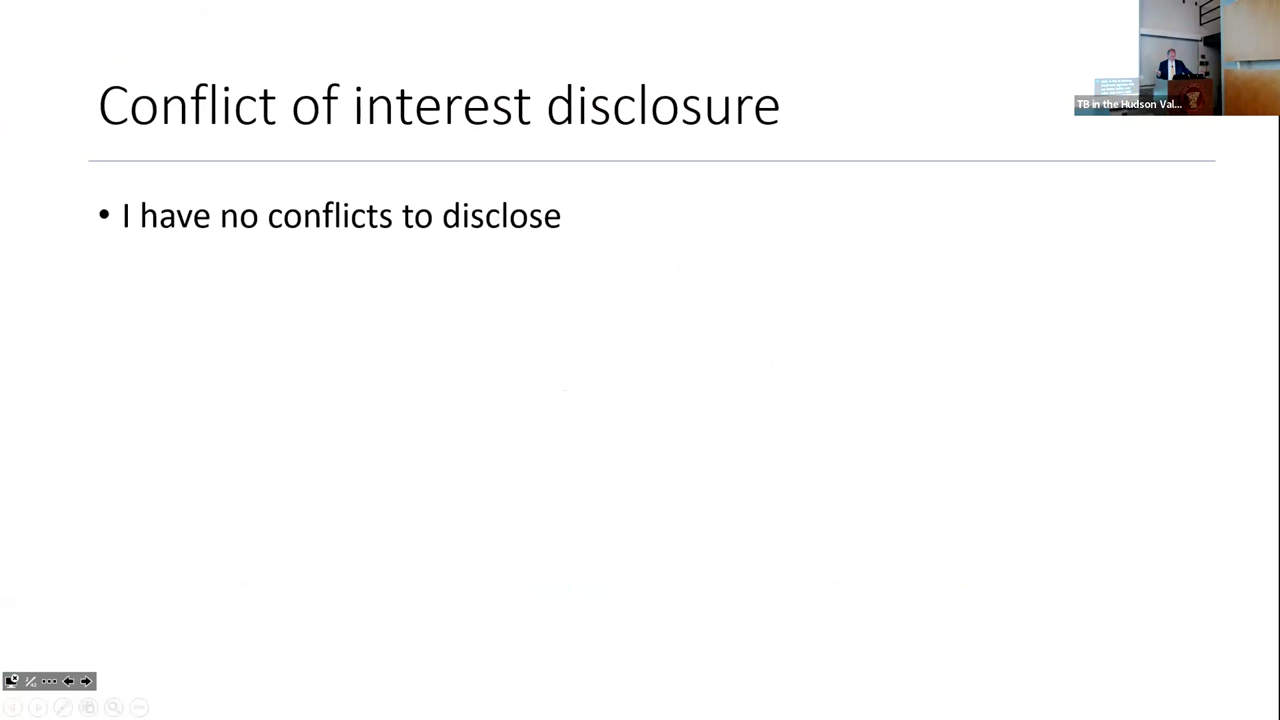 Conflict of interest disclosure
TB in the Hudson Val...
• I have no conflicts to disclose